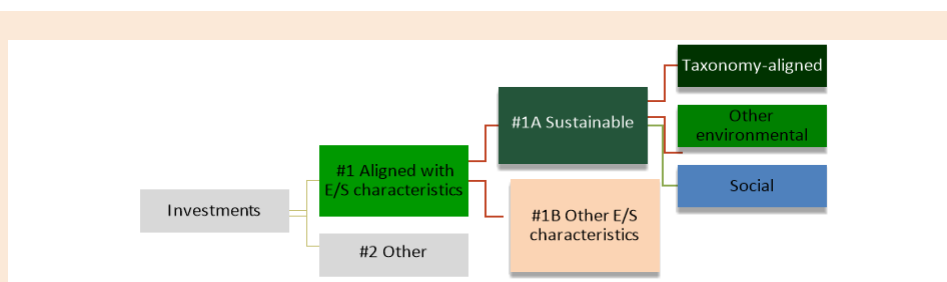 Taxonomy-aligned
#1A Sustainable
Other
environmental
#1 Aligned with
E/S characteristics
Social
Investments
#1B Other E/S
characteristics
#2 Other